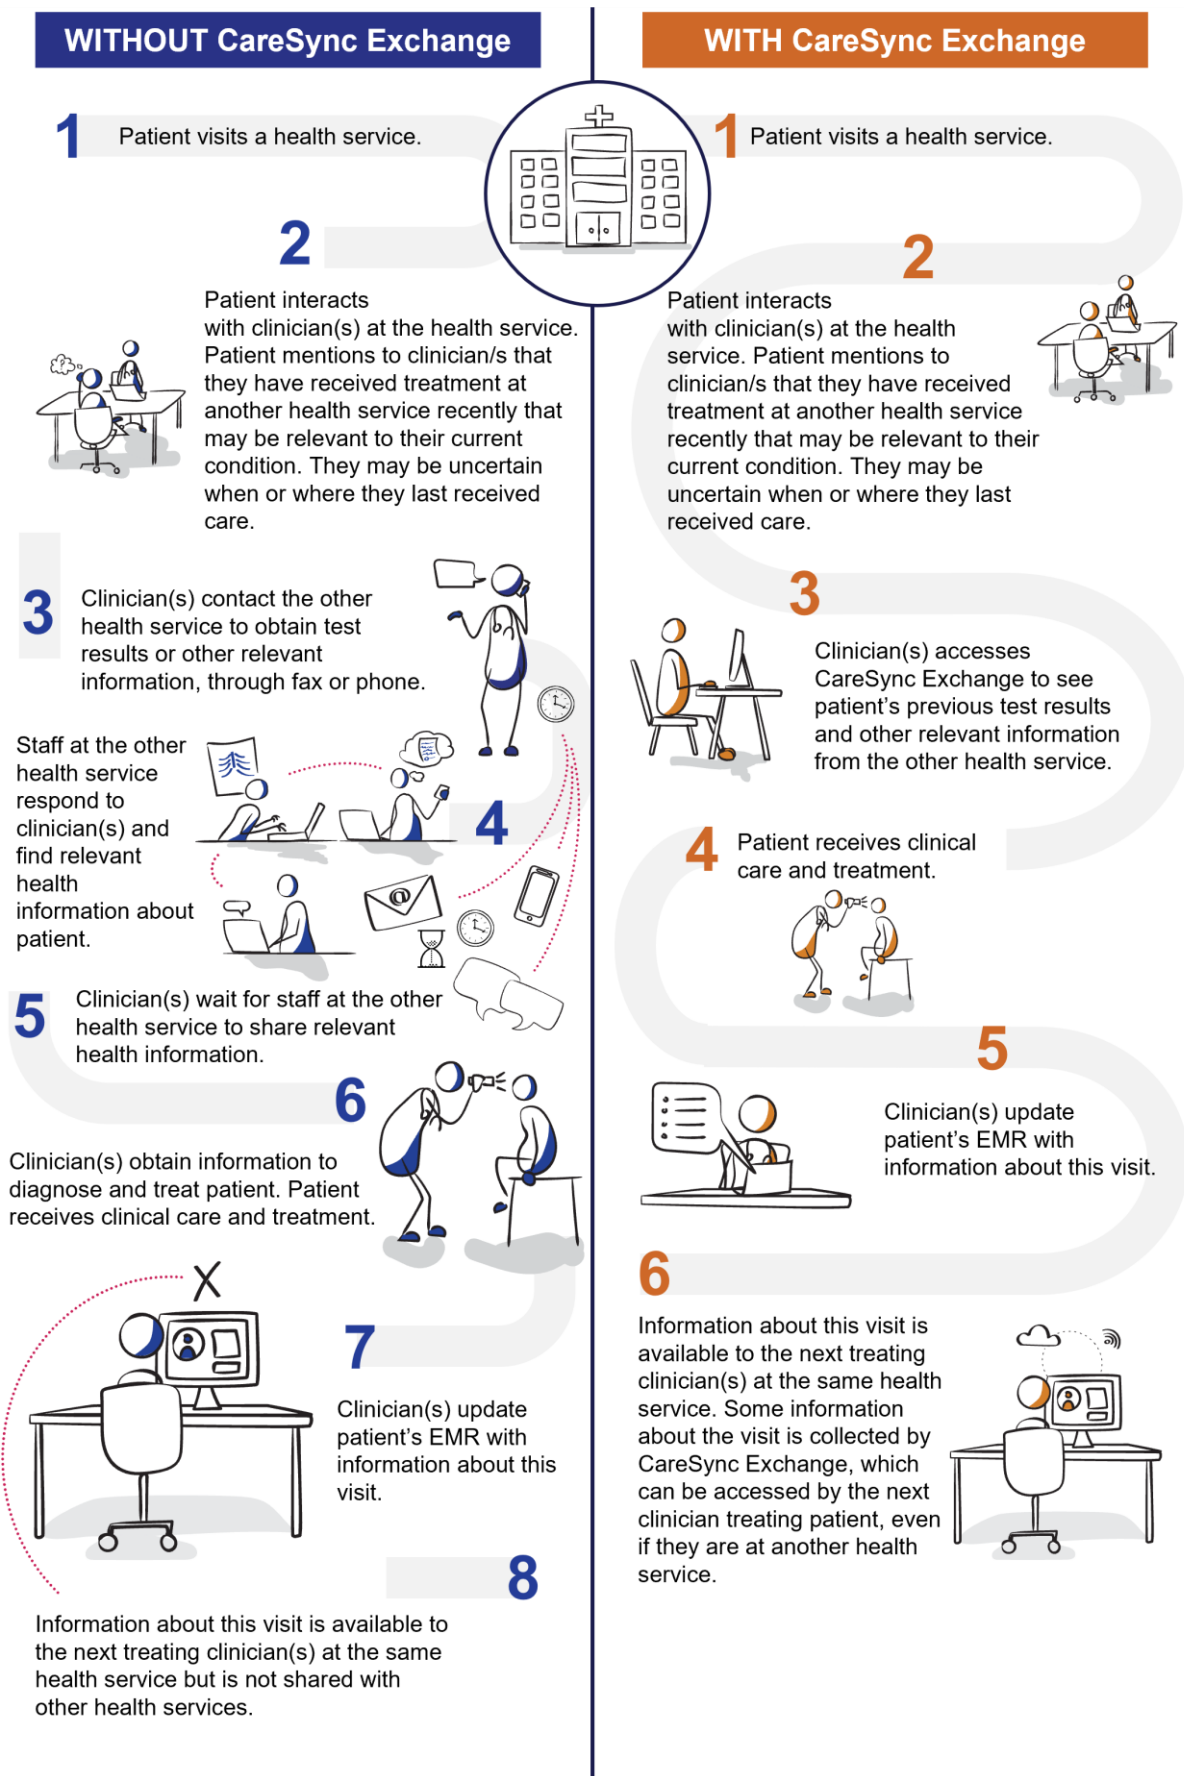 WITHOUT CareSync Exchange
1
Patient visits a health service.
2
Patient interacts
with clinician(s) at the health service.
Patient mentions to clinician/s that
they have received treatment at
another health service recently that
may be relevant to their current
condition. They may be uncertain
when or where they last received
care.
3
Clinician(s) contact the other
health service to obtain test
results or other relevant
information, through fax or phone.
4
Staff at the other
health service
respond to
clinician(s) and
find relevant
health
information about
patient.
5
Clinician(s) wait for staff at the other
health service to share relevant
health information.
6
Clinician(s) obtain information to
diagnose and treat patient. Patient
receives clinical care and treatment.
7
Clinician(s) update
patient's EMR with
information about this
visit.
8
Information about this visit is available to
the next treating clinician(s) at the same
health service but is not shared with
other health services.
WITH CareSync Exchange
1
Patient visits a health service.
2
Patient interacts
with clinician(s) at the health
service. Patient mentions to
clinician/s that they have received
treatment at another health service
recently that may be relevant to their
current condition. They may be
uncertain when or where they last
received care.
3
Clinician(s) accesses
CareSync Exchange to see
patient's previous test results
and other relevant information
from the other health service.
4
Patient receives clinical
care and treatment.
5
Clinician(s) update
patient's EMR with
information about this visit.
6
Information about this visit is
available to the next treating
clinician(s) at the same health
service. Some information
about the visit is collected by
CareSync Exchange, which
can be accessed by the next
clinician treating patient, even
if they are at another health
service.